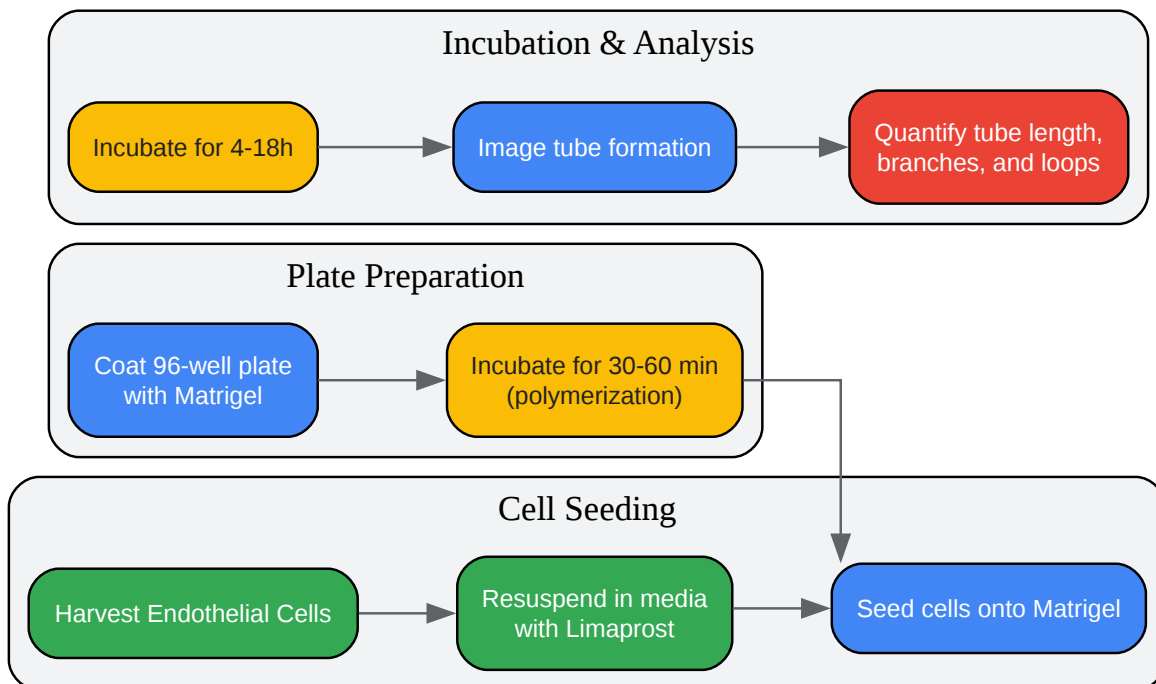 Incubation & Analysis
Incubate for 4-18h
Image tube formation
Quantify tube length,
branches, and loops
Plate Preparation
Coat 96-well plate
with Matrigel
Incubate for 30-60 min
(polymerization)
Cell Seeding
Harvest Endothelial Cells
Resuspend in media
with Limaprost
Seed cells onto Matrigel